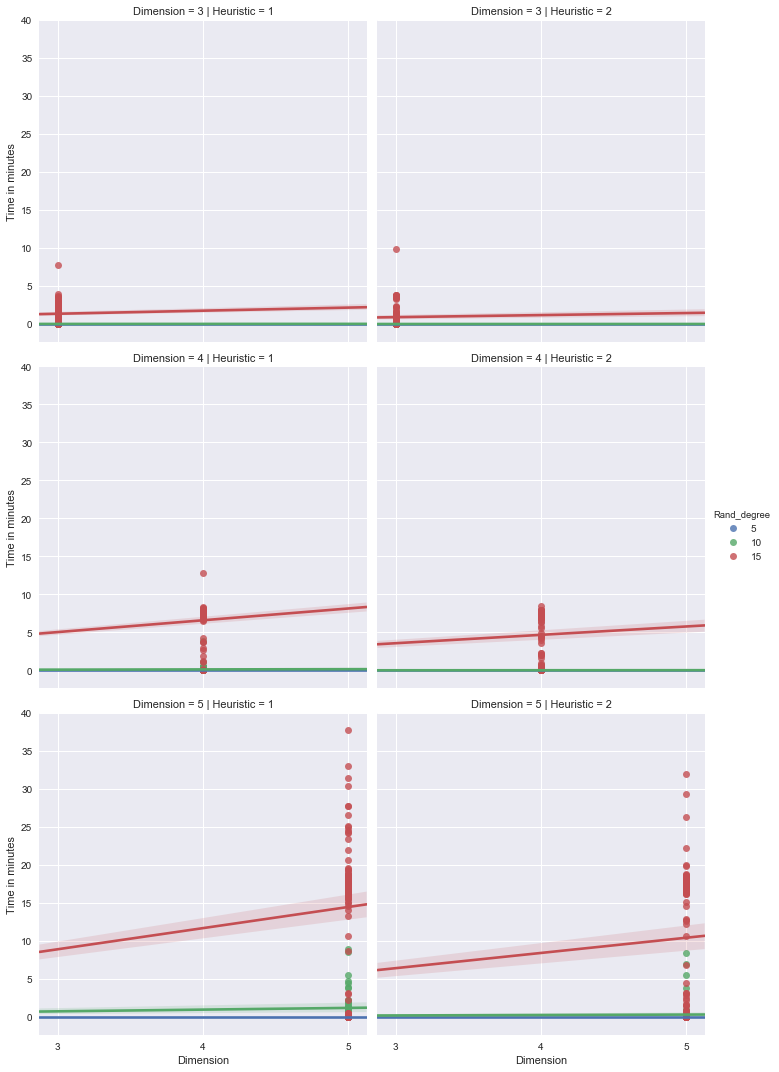 Dimension = 3 | Heuristic = 1
Dimension = 3 | Heuristic = 2
40
35
30
25
20
15
10
5
0
Time in minutes
Dimension = 4 | Heuristic = 1
Dimension = 4 | Heuristic = 2
40
35
30
25
20
15
10
5
0
Time in minutes
Rand_degree
5
10
15
Dimension = 5 | Heuristic = 1
Dimension = 5 | Heuristic = 2
40
35
30
25
20
15
10
5
0
Time in minutes
3 4 5
3 4 5
Dimension
Dimension